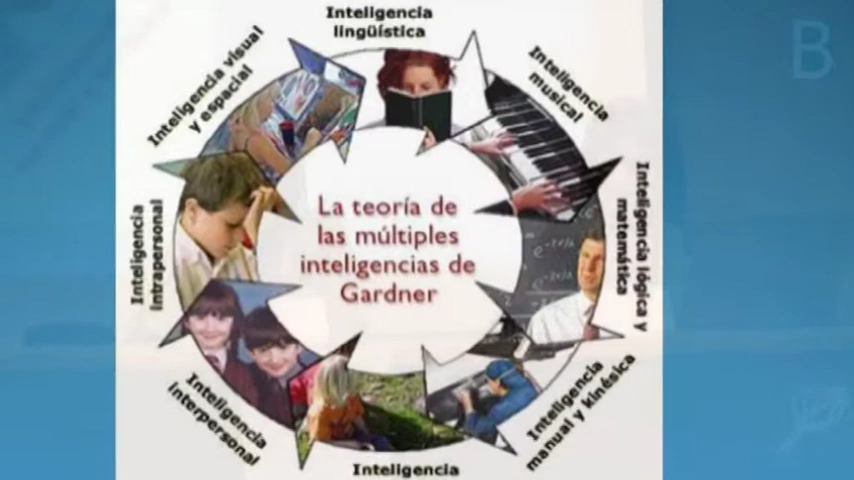 Inteligencia
lingüística
Inteligencia
musical
Inteligencia lógica y
matemática
Inteligencia
manual y kinésica
Inteligencia
Inteligencia
interpersonal
Inteligencia
intrapersonal
Inteligencia visual
y espacial
La teoría de
las múltiples
inteligencias de
Gardner
B